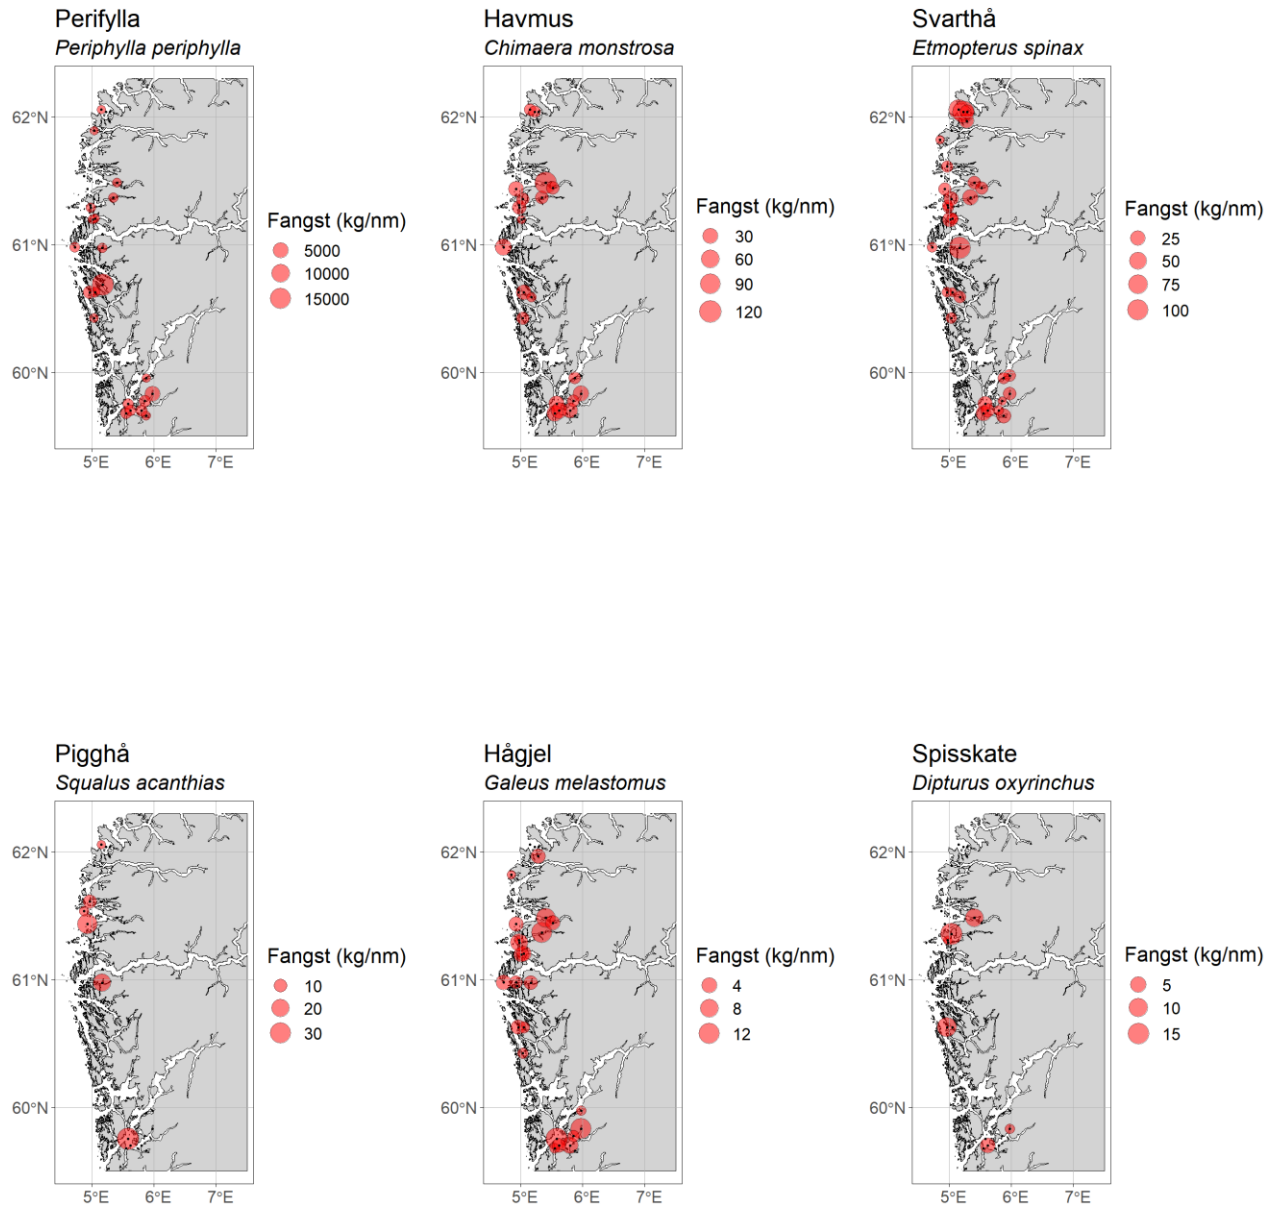 Perifylla
Periphylla periphylla
62°N
61°N
60°N
5°E 6°E 7°E
Fangst (kg/nm)
5000
10000
15000
Havmus
Chimaera monstrosa
62°N
61°N
60°N
5°E 6°E 7°E
Fangst (kg/nm)
30
60
90
120
Svarthå
Etmopterus spinax
62°N
61°N
60°N
5°E 6°E 7°E
Fangst (kg/nm)
25
50
75
100
Pigghå
Squalus acanthias
62°N
61°N
60°N
5°E 6°E 7°E
Fangst (kg/nm)
10
20
30
Hågjel
Galeus melastomus
62°N
61°N
60°N
5°E 6°E 7°E
Fangst (kg/nm)
4
8
12
Spisskate
Dipturus oxyrinchus
62°N
61°N
60°N
5°E 6°E 7°E
Fangst (kg/nm)
5
10
15